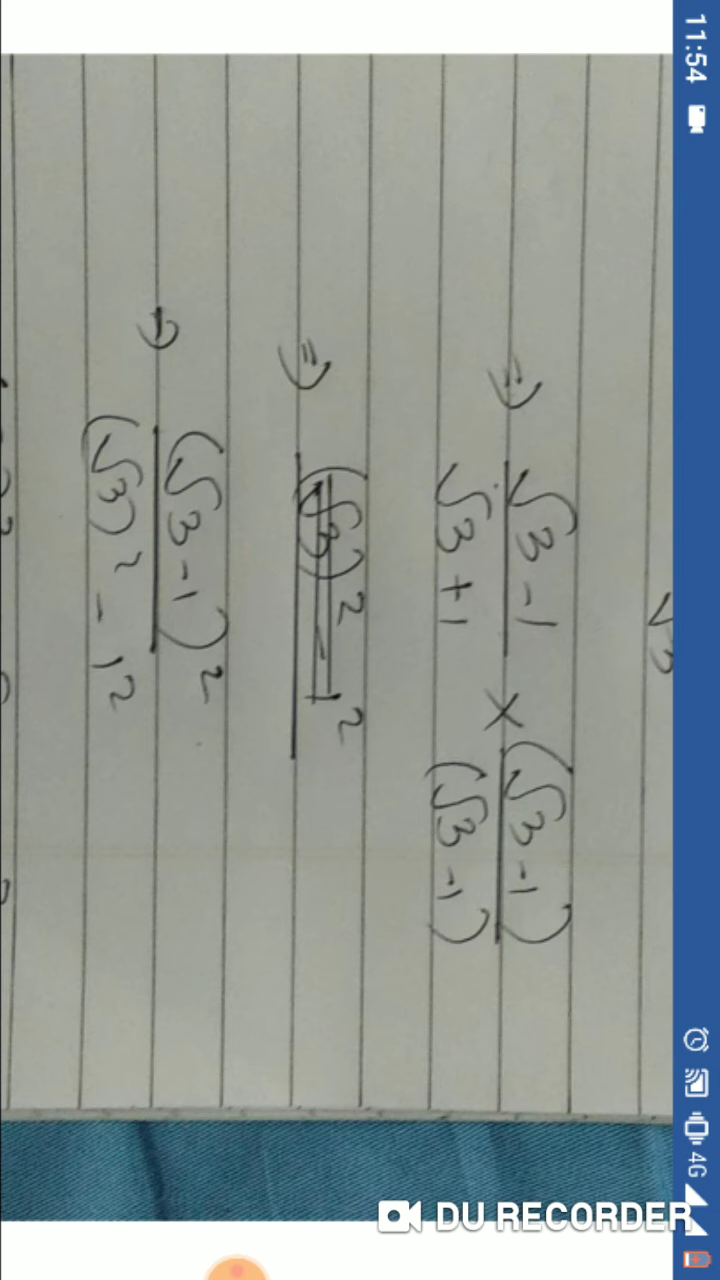 11:54 4G
√3
⇒ √3 - 1 / √3 + 1 × (√3 - 1) / (√3 - 1)
⇒ (√3)² - 1²
⇒ (√3 - 1)² / (√3)² - 1²
DU RECORDER